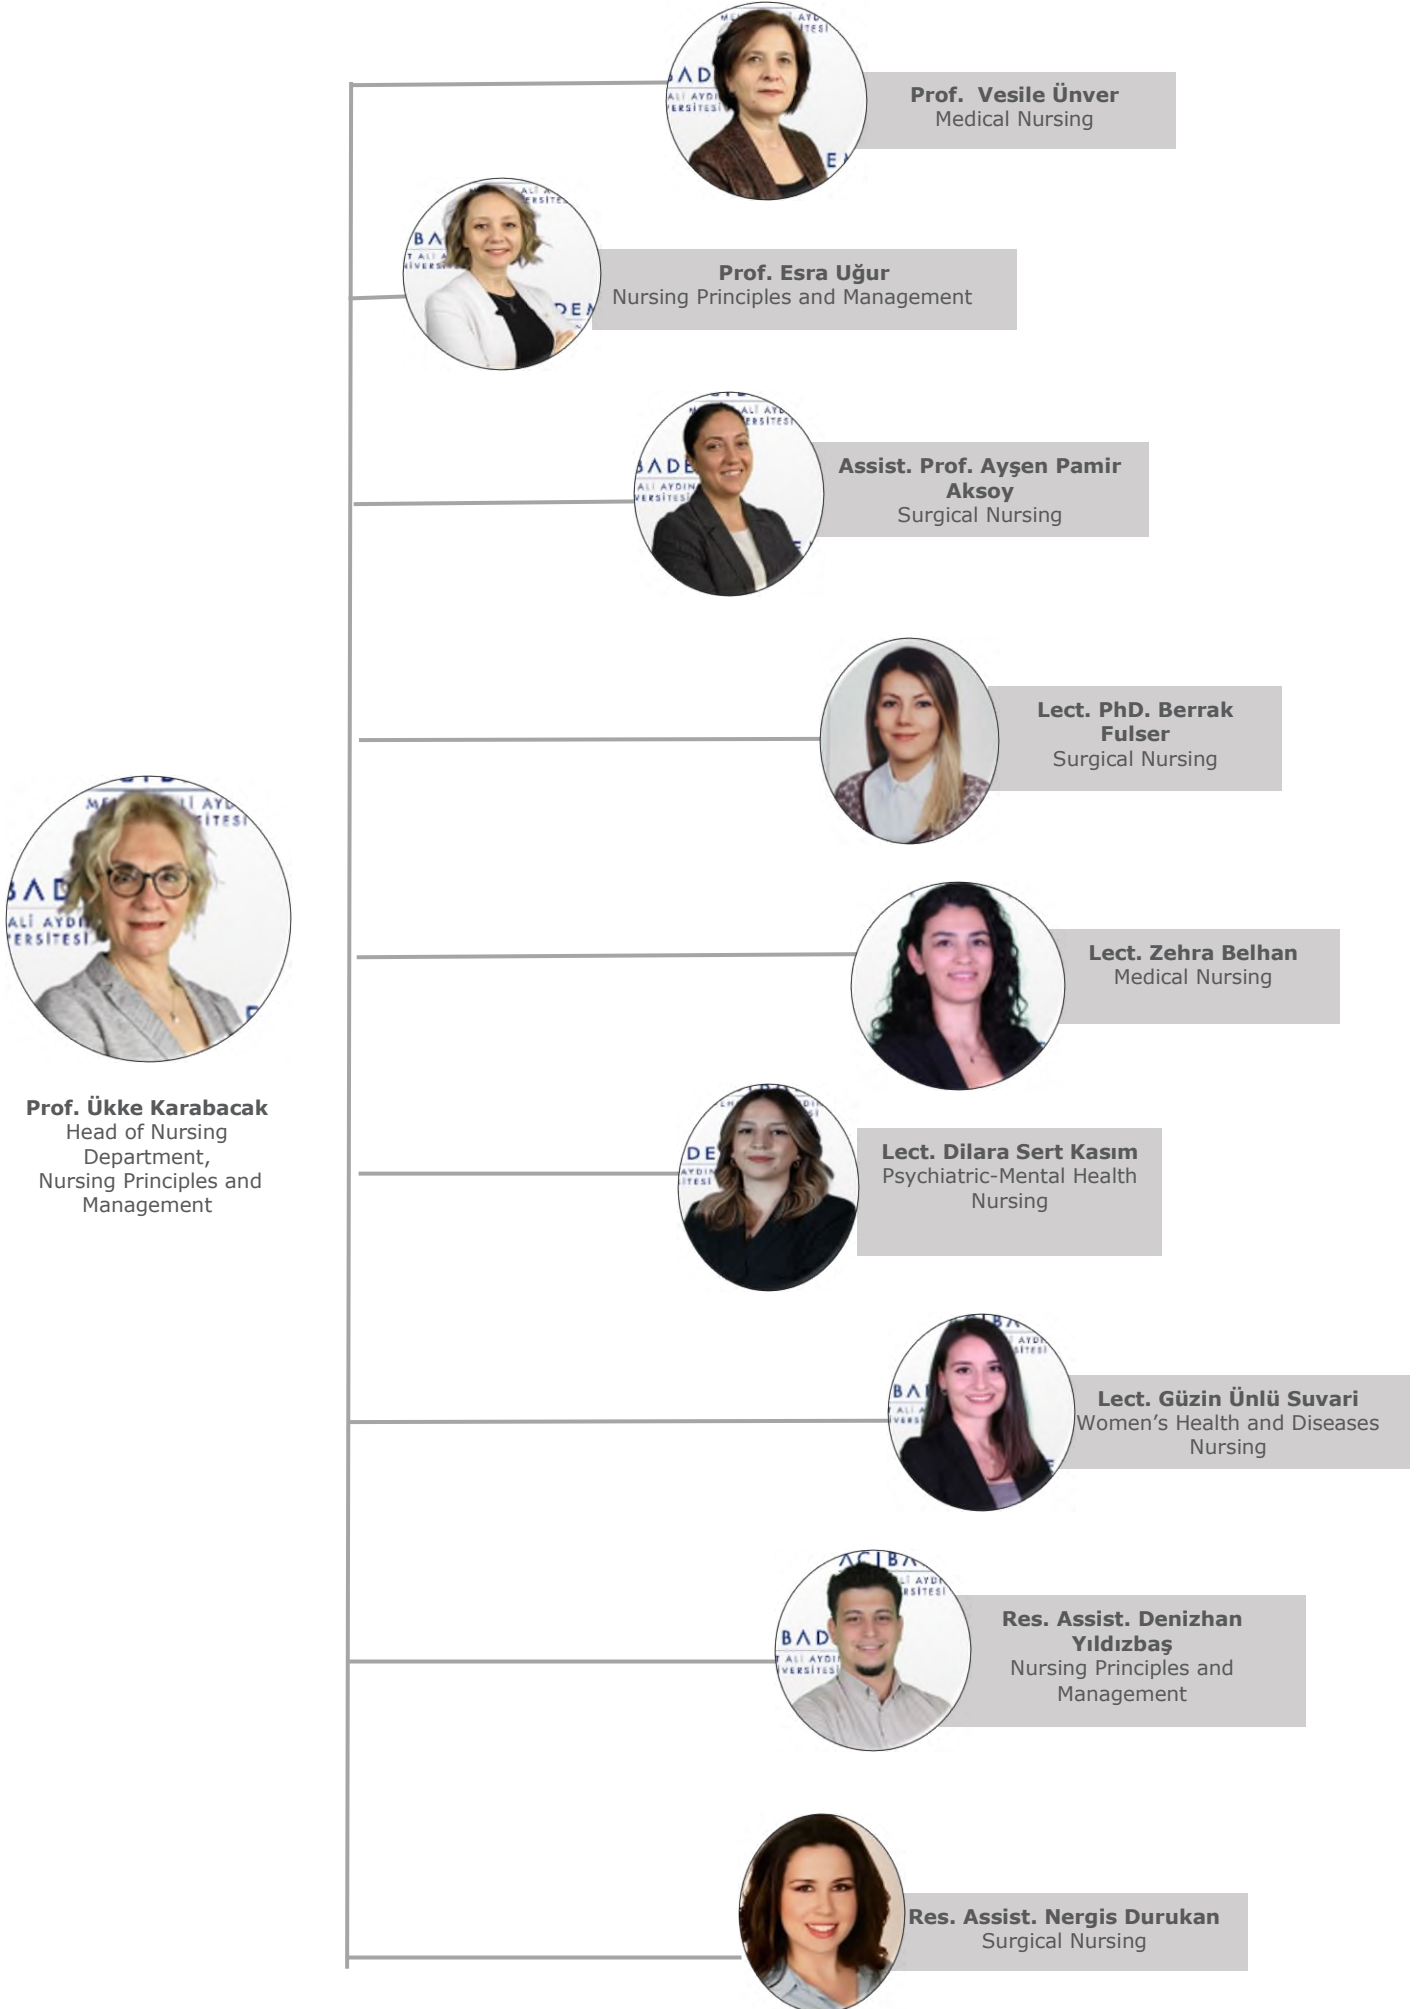 Prof. Vesile Ünver
Medical Nursing
Prof. Esra Uğur
Nursing Principles and Management
Assist. Prof. Ayşen Pamir
Aksoy
Surgical Nursing
Lect. PhD. Berrak
Fulser
Surgical Nursing
Prof. Ükke Karabacak
Head of Nursing
Department,
Nursing Principles and
Management
Lect. Zehra Belhan
Medical Nursing
Lect. Dilara Sert Kasım
Psychiatric-Mental Health
Nursing
Lect. Güzin Ünlü Suvari
Women’s Health and Diseases
Nursing
Res. Assist. Denizhan
Yıldızbaş
Nursing Principles and
Management
Res. Assist. Nergis Durukan
Surgical Nursing